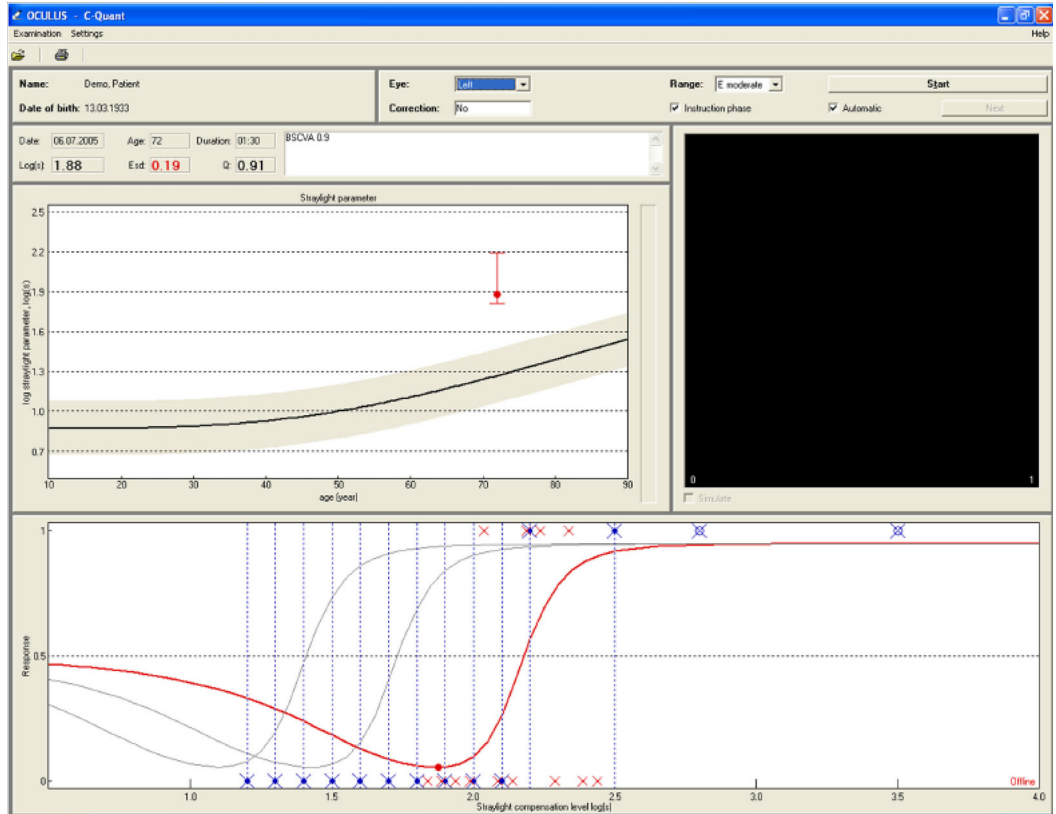 OCULUS - C-Quant
Examination Settings Help
Name: Demo, Patient
Date of birth: 13.03.1933
Eye: Left
Correction: No
Range: E moderate
Start
Instruction phase
Automatic
Next
Date: 06.07.2005 Age: 72 Duration: 01:30
Log(s) 1.88 Esd: 0.19 Q: 0.91
BSCVA 0.9
Straylight parameter
2.5
2.2
1.9
1.6
1.3
1.0
0.7
log straylight parameter, log(s)
10 20 30 40 50 60 70 80 90
age (year)
0 1
Simulate
1
0.5
0
Response
Offline
1.0 1.5 2.0 2.5 3.0 3.5 4.0
Straylight compensation level log(s)